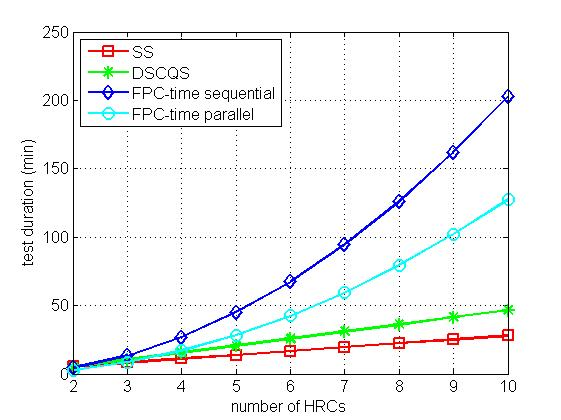 250
200
150
100
50
0
test duration (min)
SS
DSCQS
FPC-time sequential
FPC-time parallel
2 3 4 5 6 7 8 9 10
number of HRCs